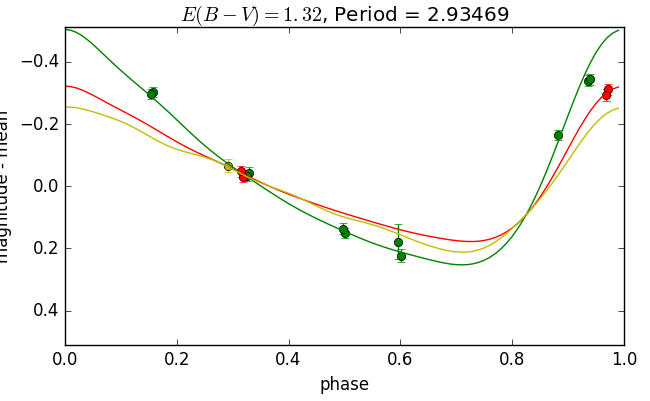 E(B − V) = 1.32, Period = 2.93469
−0.4
−0.2
0.0
0.2
0.4
magnitude - mean
0.0 0.2 0.4 0.6 0.8 1.0
phase